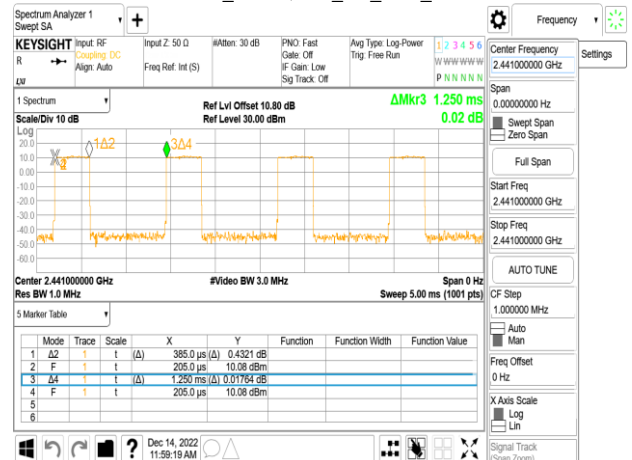 Spectrum Analyzer 1
Swept SA
+
Frequency
KEYSIGHT
Input: RF
Coupling: DC
Align: Auto
Input Z: 50 Ω
Freq Ref: Int (S)
#Atten: 30 dB
PNO: Fast
Gate: Off
IF Gain: Low
Sig Track: Off
Avg Type: Log-Power
Trig: Free Run
1 2 3 4 5 6
W W W W W W
P N N N N N
R
LM
Center Frequency
2.441000000 GHz
Settings
Span
0.00000000 Hz
Swept Span
Zero Span
Full Span
Start Freq
2.441000000 GHz
Stop Freq
2.441000000 GHz
AUTO TUNE
CF Step
1.000000 MHz
Auto
Man
Freq Offset
0 Hz
X Axis Scale
Log
Lin
Signal Track
(Span Zoom)
1 Spectrum
Scale/Div 10 dB
Ref Lvl Offset 10.80 dB
Ref Level 30.00 dBm
ΔMkr3 1.250 ms
0.02 dB
Log
20.0
10.0
0.00
-10.0
-20.0
-30.0
-40.0
-50.0
-60.0
1Δ2
3Δ4
Center 2.441000000 GHz
Res BW 1.0 MHz
#Video BW 3.0 MHz
Span 0 Hz
Sweep 5.00 ms (1001 pts)
5 Marker Table
Mode Trace Scale X Y Function Function Width Function Value
1 Δ2 1 t (Δ) 385.0 µs (Δ) 0.4321 dB
2 F 1 t 205.0 µs 10.08 dBm
3 Δ4 1 t (Δ) 1.250 ms (Δ) 0.01764 dB
4 F 1 t 205.0 µs 10.08 dBm
5
6
?
Dec 14, 2022
11:59:19 AM